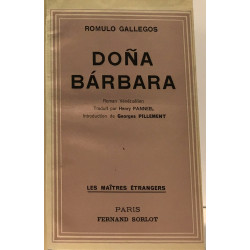 ROMULO GALLEGOS
DOÑA
BÁRBARA
Roman vénézuélien
Traduit par Henry PANNEEL
Introduction de Georges PILLEMENT
LES MAÎTRES ÉTRANGERS
PARIS
FERNAND SORLOT